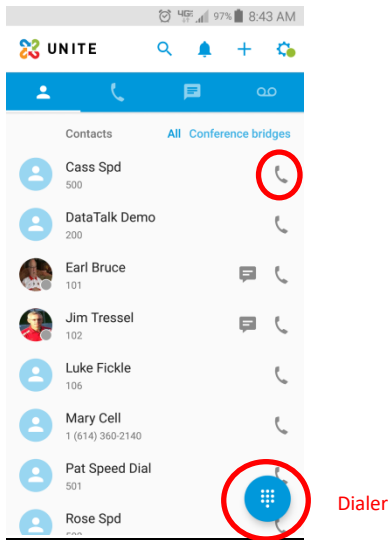 4G 97% 8:43 AM
UNITE
Contacts All Conference bridges
Cass Spd
500
DataTalk Demo
200
Earl Bruce
101
Jim Tressel
102
Luke Fickle
106
Mary Cell
1 (614) 360-2140
Pat Speed Dial
501
Dialer
Rose Spd